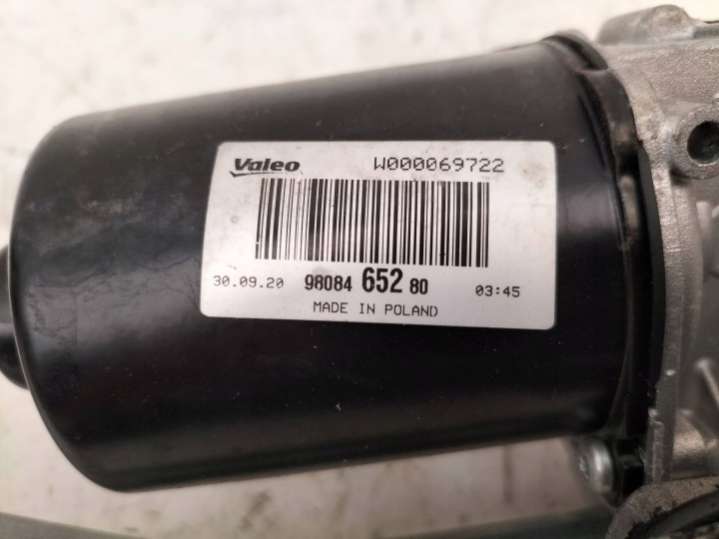 Valeo W000069722
30.09.20 98084 652 80 03:45
MADE IN POLAND